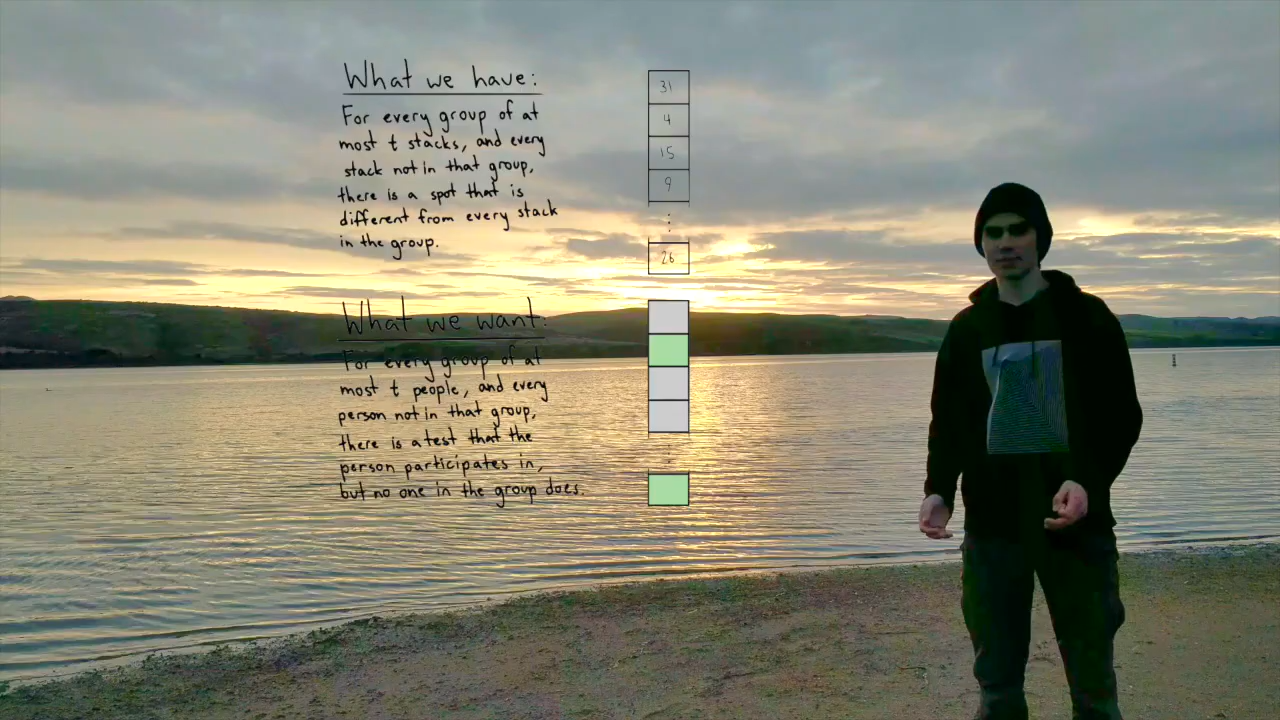 What we have:
For every group of at
most t stacks, and every
stack not in that group,
there is a spot that is
different from every stack
in the group.
31
4
15
9
⋮
26
What we want:
For every group of at
most t people, and every
person not in that group,
there is a test that the
person participates in,
but no one in the group does.
⋮